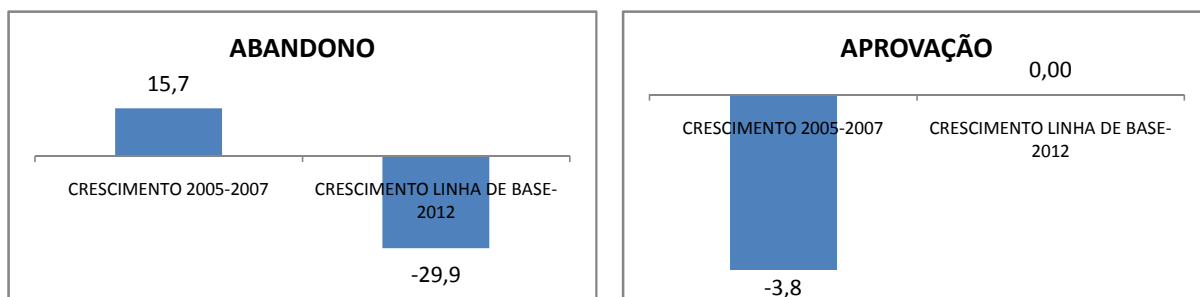 ABANDONO
15,7
CRESCIMENTO 2005-2007
CRESCIMENTO LINHA DE BASE-
2012
-29,9
APROVAÇÃO
0,00
CRESCIMENTO 2005-2007
CRESCIMENTO LINHA DE BASE-
2012
-3,8